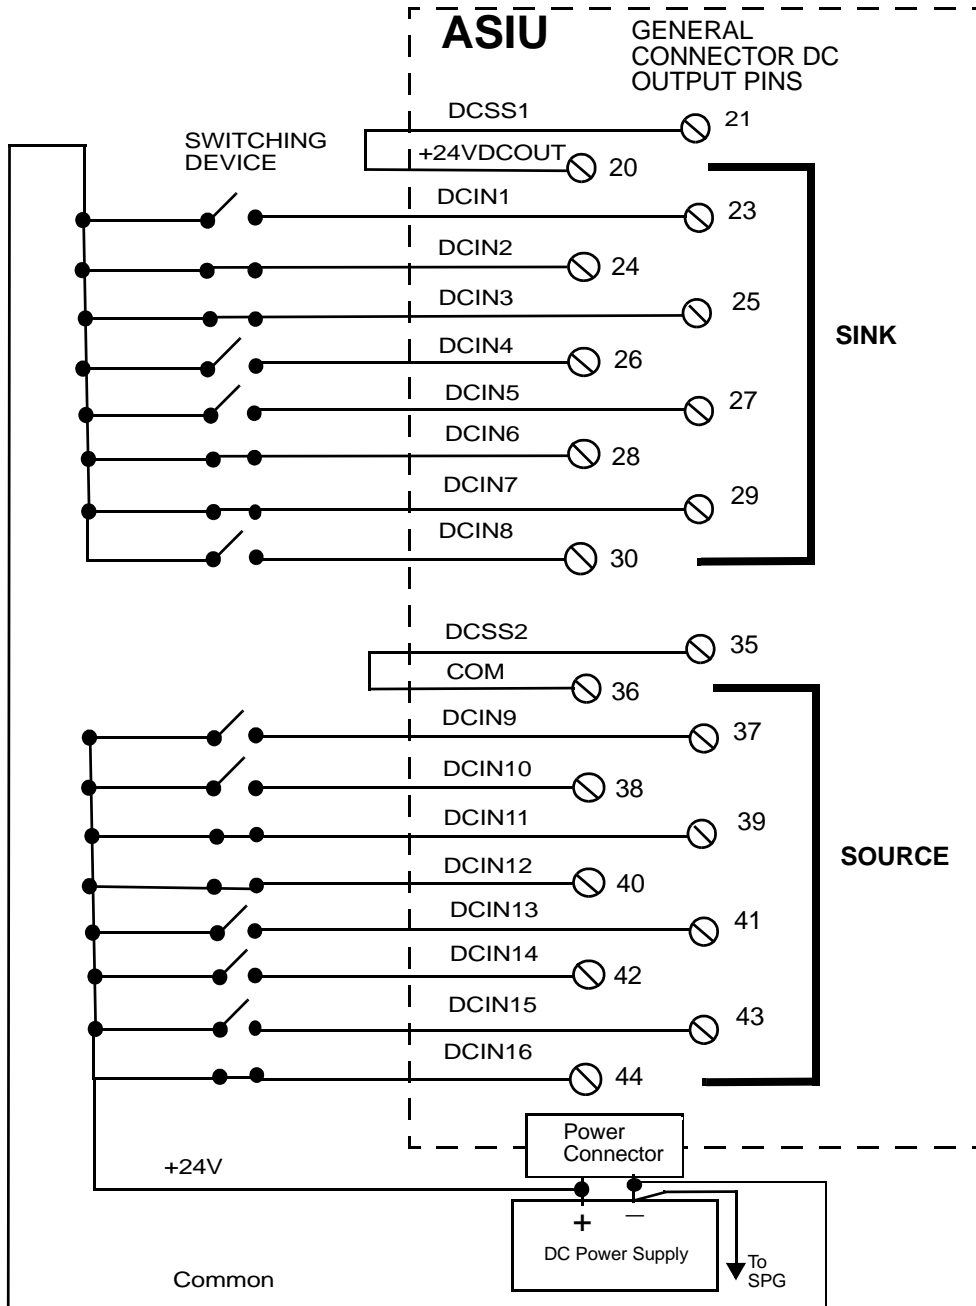 ASIU
GENERAL
CONNECTOR DC
OUTPUT PINS
DCSS1
21
SWITCHING
DEVICE
+24VDCOUT
20
DCIN1
23
DCIN2
24
DCIN3
25
SINK
DCIN4
26
DCIN5
27
DCIN6
28
DCIN7
29
DCIN8
30
DCSS2
35
COM
36
DCIN9
37
DCIN10
38
DCIN11
39
SOURCE
DCIN12
40
DCIN13
41
DCIN14
42
DCIN15
43
DCIN16
44
Power
Connector
+24V
+ −
DC Power Supply
To
SPG
Common